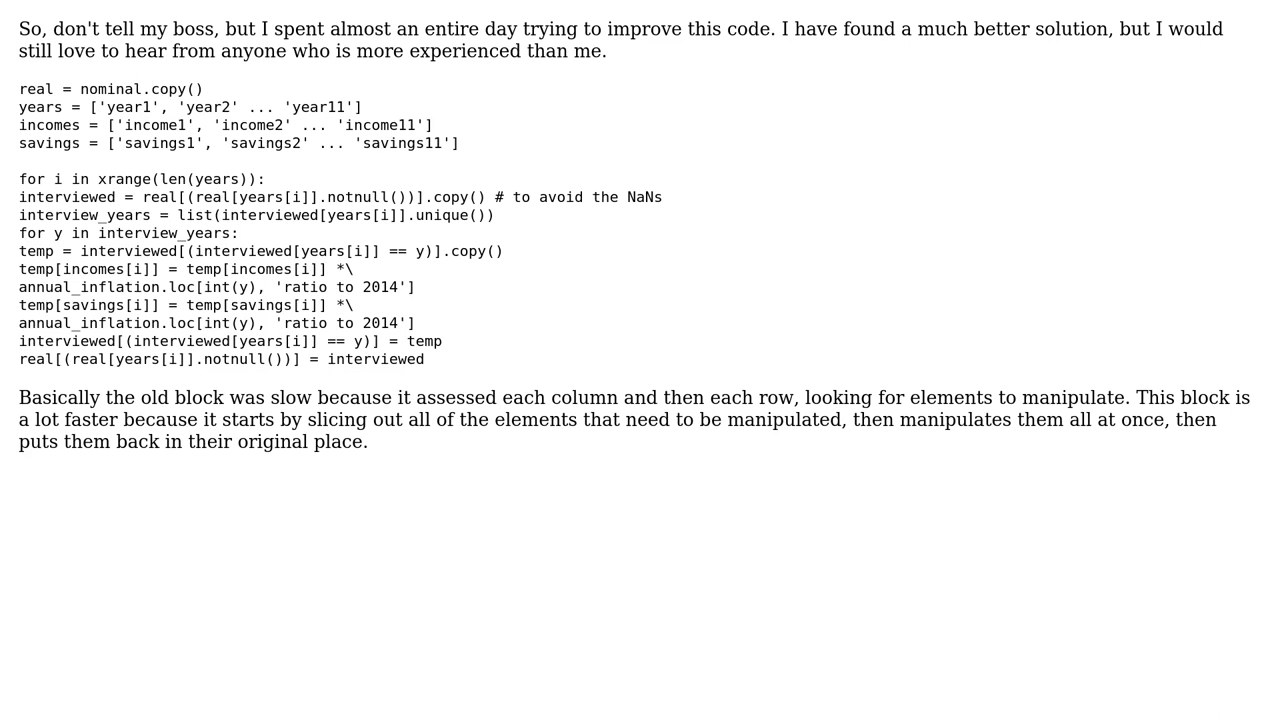 So, don't tell my boss, but I spent almost an entire day trying to improve this code. I have found a much better solution, but I would
still love to hear from anyone who is more experienced than me.
real = nominal.copy()
years = ['year1', 'year2' ... 'year11']
incomes = ['income1', 'income2' ... 'income11']
savings = ['savings1', 'savings2' ... 'savings11']
for i in xrange(len(years)):
interviewed = real[(real[years[i]].notnull())].copy() # to avoid the NaNs
interview_years = list(interviewed[years[i]].unique())
for y in interview_years:
temp = interviewed[(interviewed[years[i]] == y)].copy()
temp[incomes[i]] = temp[incomes[i]] *\
annual_inflation.loc[int(y), 'ratio to 2014']
temp[savings[i]] = temp[savings[i]] *\
annual_inflation.loc[int(y), 'ratio to 2014']
interviewed[(interviewed[years[i]] == y)] = temp
real[(real[years[i]].notnull())] = interviewed
Basically the old block was slow because it assessed each column and then each row, looking for elements to manipulate. This block is
a lot faster because it starts by slicing out all of the elements that need to be manipulated, then manipulates them all at once, then
puts them back in their original place.